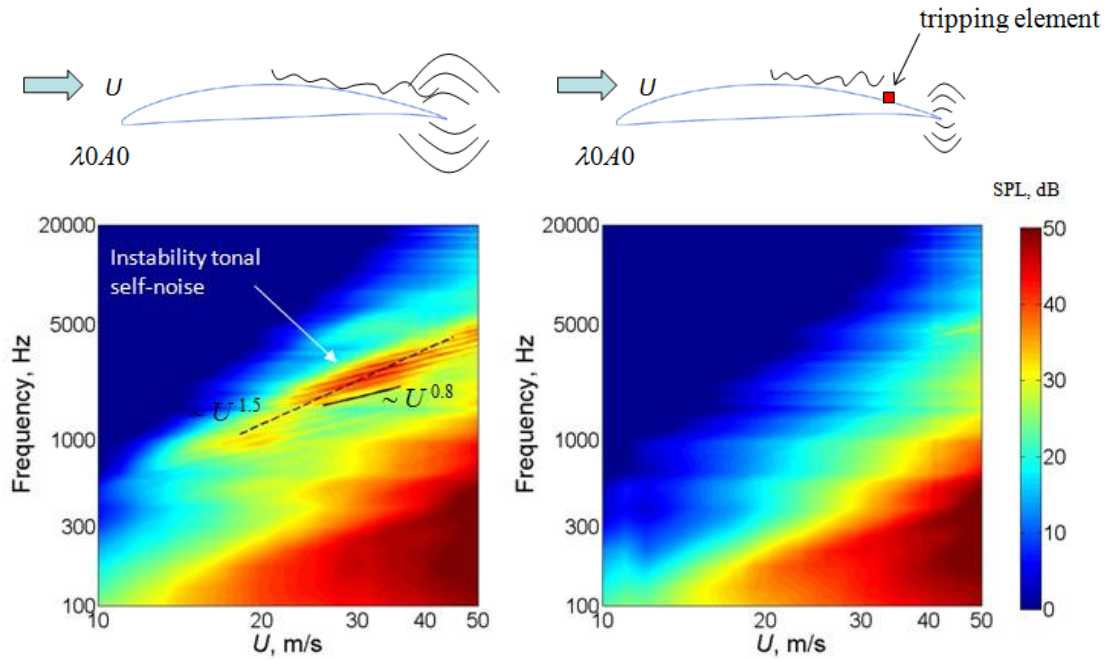 tripping element
U
U
λ0A0
λ0A0
SPL, dB
20000
5000
1000
300
100
Frequency, Hz
Instability tonal
self-noise
~ U 1.5
~ U 0.8
10
20
30
40
50
U, m/s
20000
5000
1000
300
100
Frequency, Hz
10
20
30
40
50
U, m/s
50
40
30
20
10
0